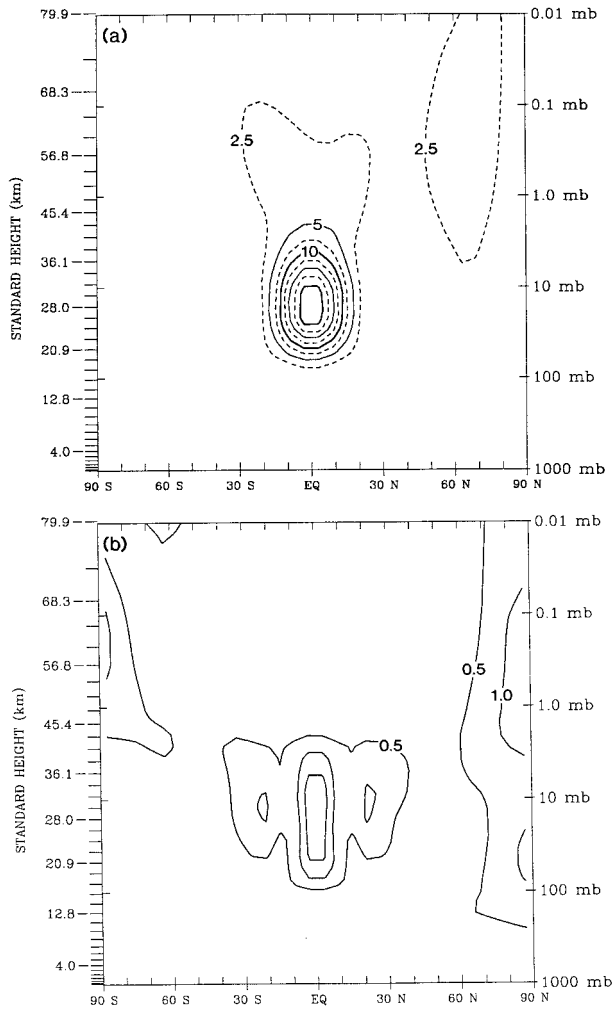 (a)
79.9
68.3
56.8
45.4
36.1
28.0
20.9
12.8
4.0
STANDARD HEIGHT (km)
0.01 mb
0.1 mb
1.0 mb
10 mb
100 mb
1000 mb
2.5
2.5
5
10
90 S
60 S
30 S
EQ
30 N
60 N
90 N
(b)
79.9
68.3
56.8
45.4
36.1
28.0
20.9
12.8
4.0
STANDARD HEIGHT (km)
0.01 mb
0.1 mb
1.0 mb
10 mb
100 mb
1000 mb
0.5
1.0
0.5
90 S
60 S
30 S
EQ
30 N
60 N
90 N